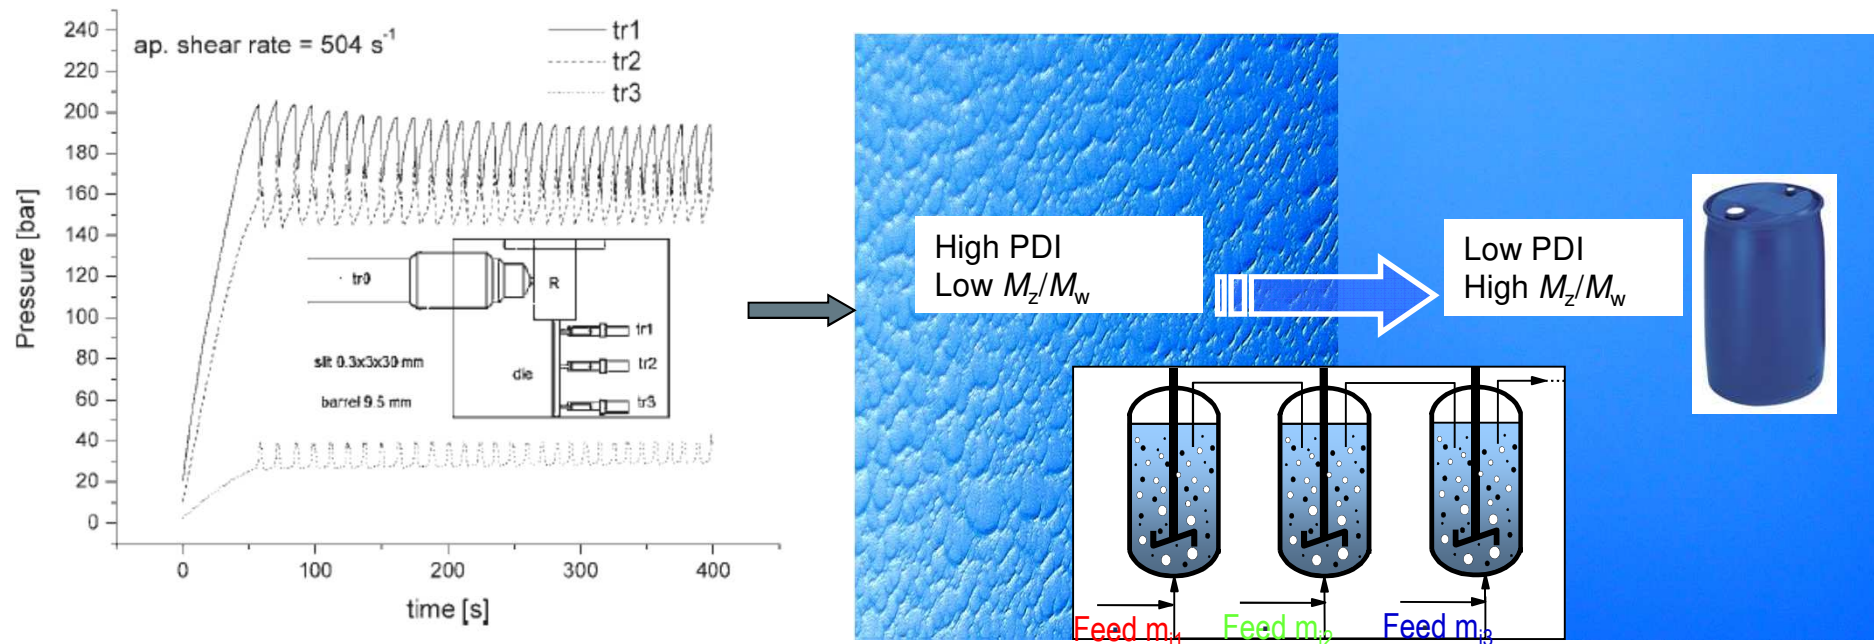 ap. shear rate = 504 s⁻¹
tr1
tr2
tr3
240
220
200
180
160
140
120
100
80
60
40
20
0
Pressure [bar]
0 100 200 300 400
time [s]
tr0
R
tr1
tr2
tr3
die
slit 0.3x3x30 mm
barrel 9.5 mm
High PDI
Low Mz/Mw
Low PDI
High Mz/Mw
Feed mi1
Feed mi2
Feed mi3